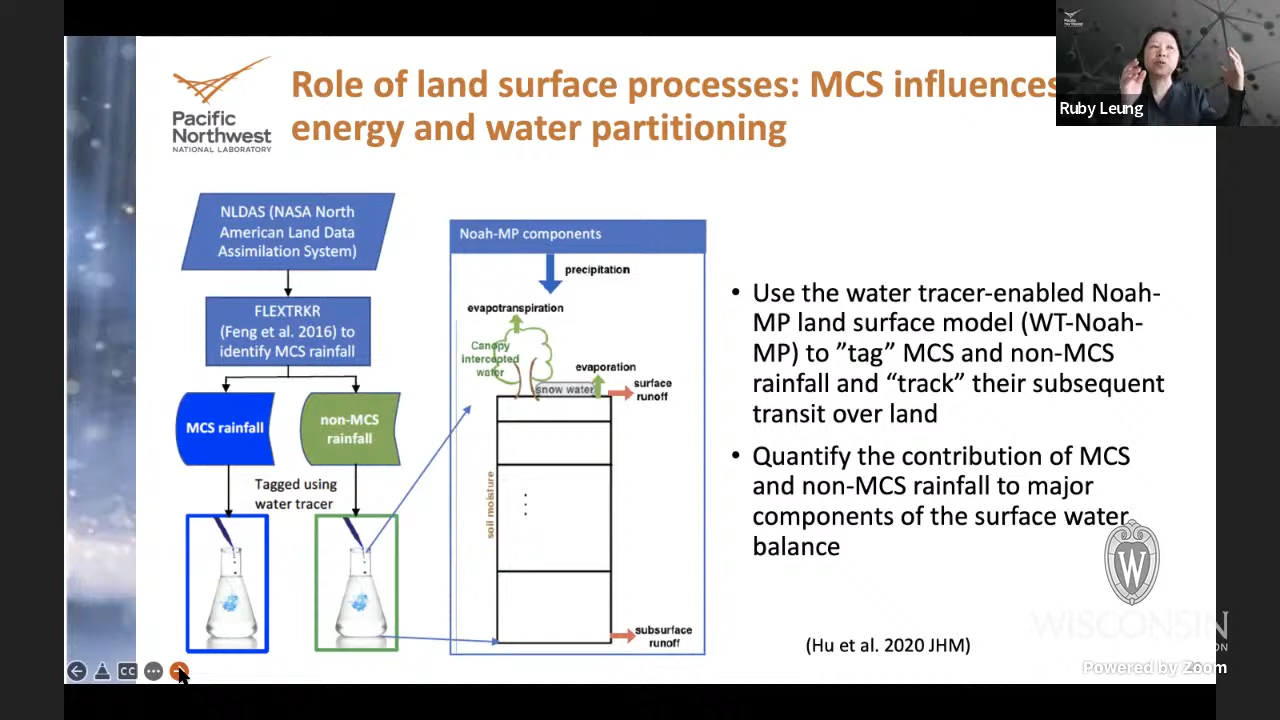 Role of land surface processes: MCS influences
energy and water partitioning
Pacific
Northwest
NATIONAL LABORATORY
Ruby Leung
NLDAS (NASA North
American Land Data
Assimilation System)
FLEXTRKR
(Feng et al. 2016) to
identify MCS rainfall
MCS rainfall
non-MCS
rainfall
Tagged using
water tracer
Noah-MP components
precipitation
evapotranspiration
Canopy
intercepted
water
evaporation
snow water
surface
runoff
soil moisture
subsurface
runoff
• Use the water tracer-enabled Noah-
MP land surface model (WT-Noah-
MP) to ”tag” MCS and non-MCS
rainfall and “track” their subsequent
transit over land
• Quantify the contribution of MCS
and non-MCS rainfall to major
components of the surface water
balance
(Hu et al. 2020 JHM)
W
WISCONSIN
Powered by Zoom
CC